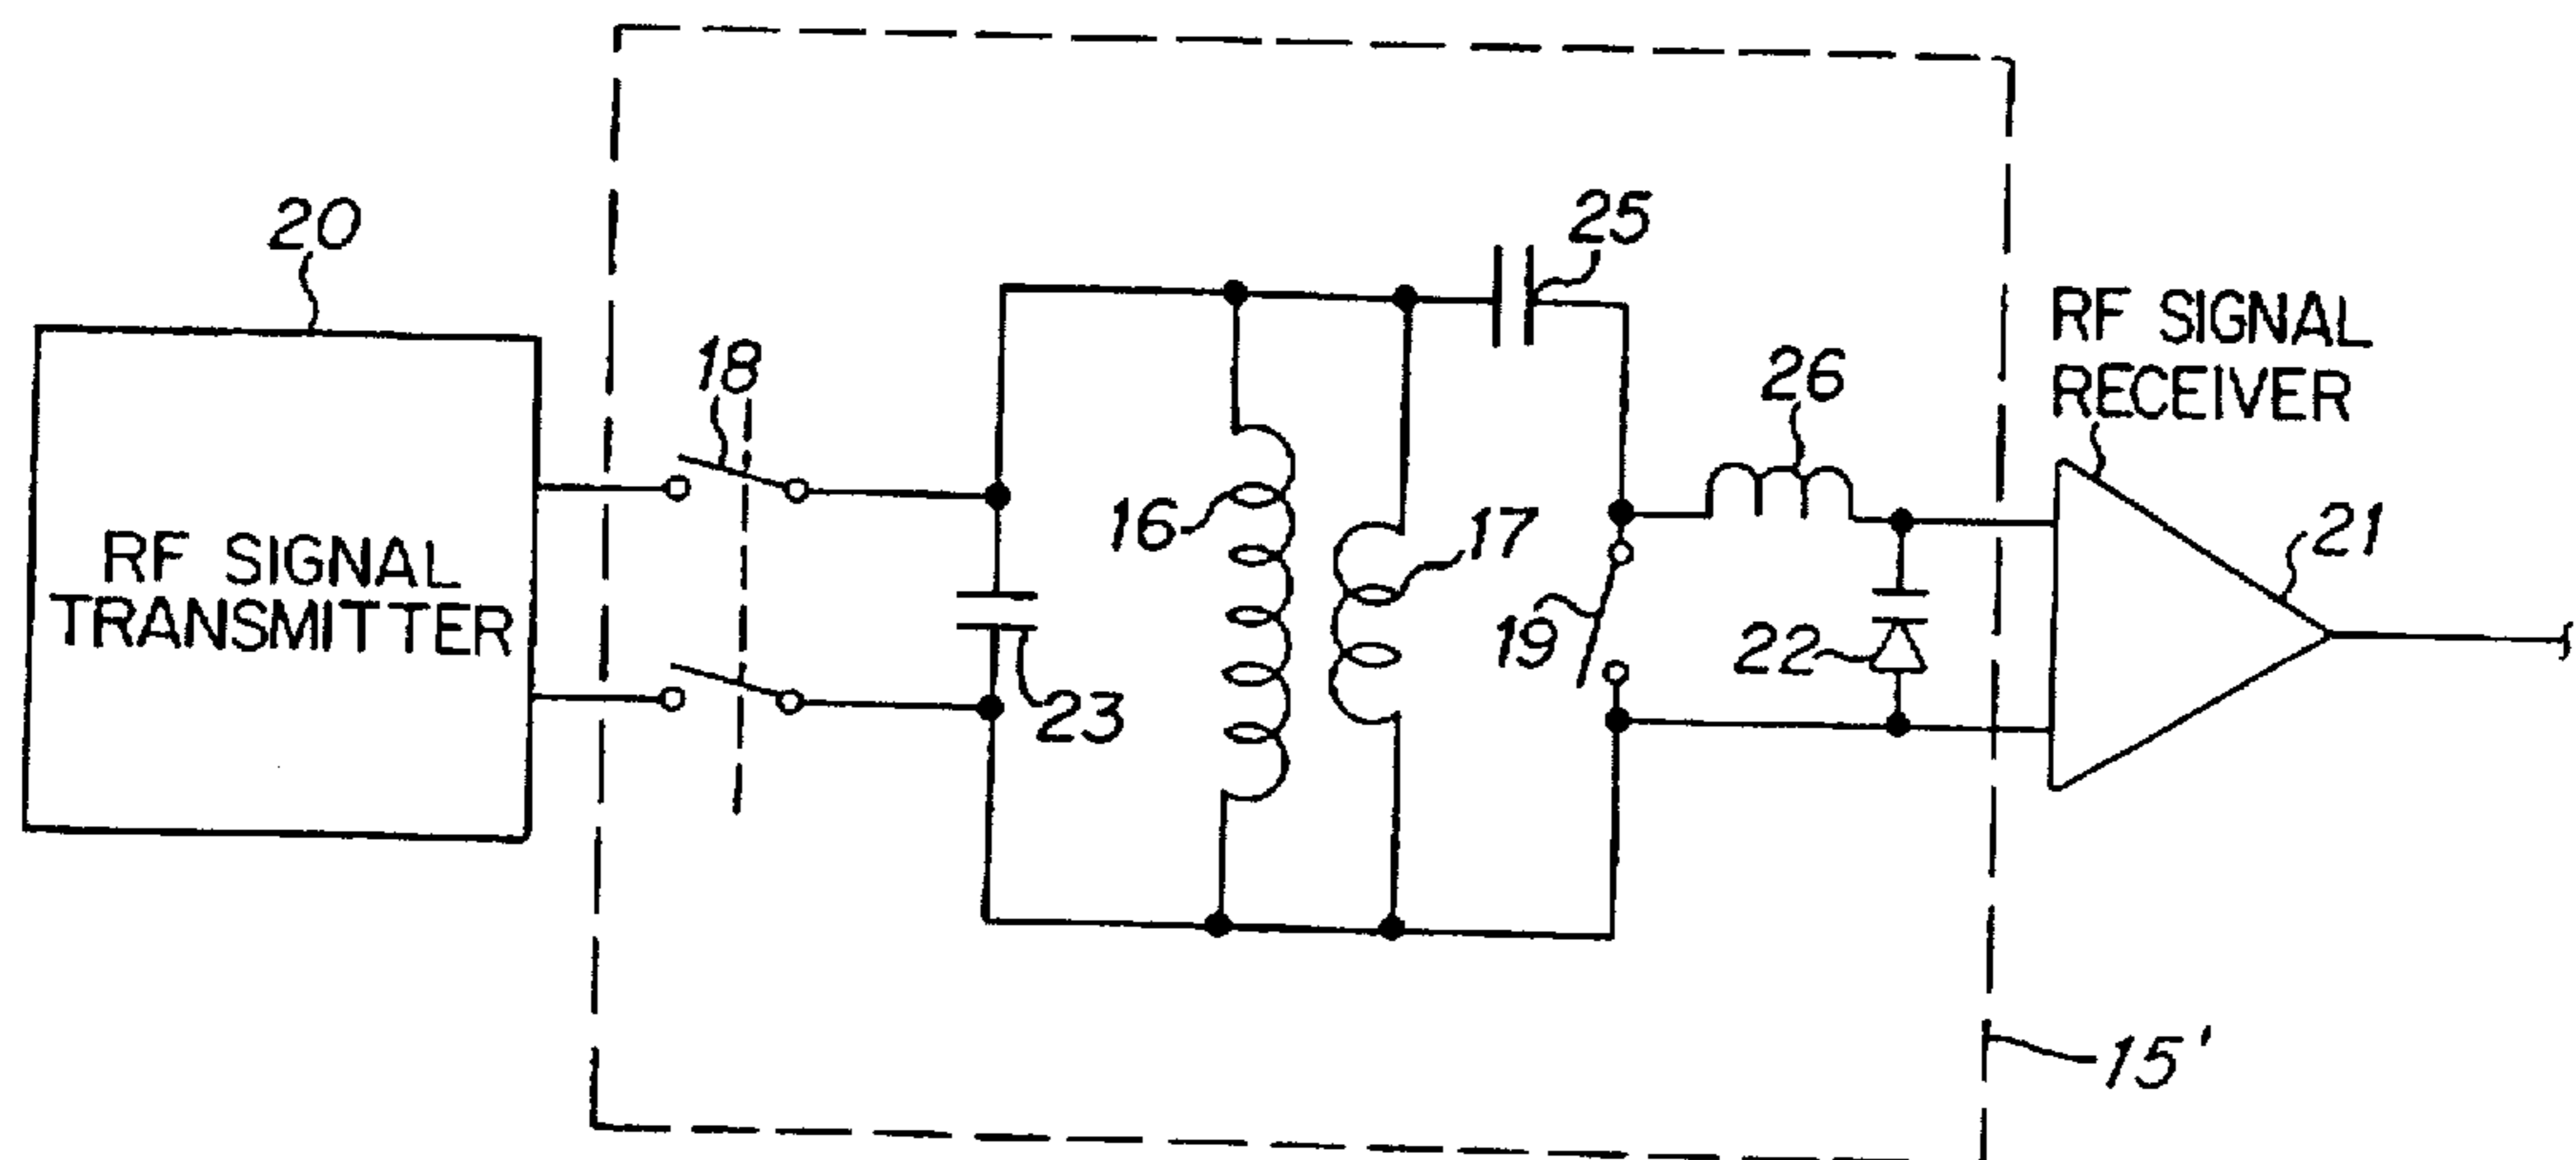 20
RF SIGNAL
TRANSMITTER
18
23
16
17
25
19
26
22
RF SIGNAL
RECEIVER
21
15'